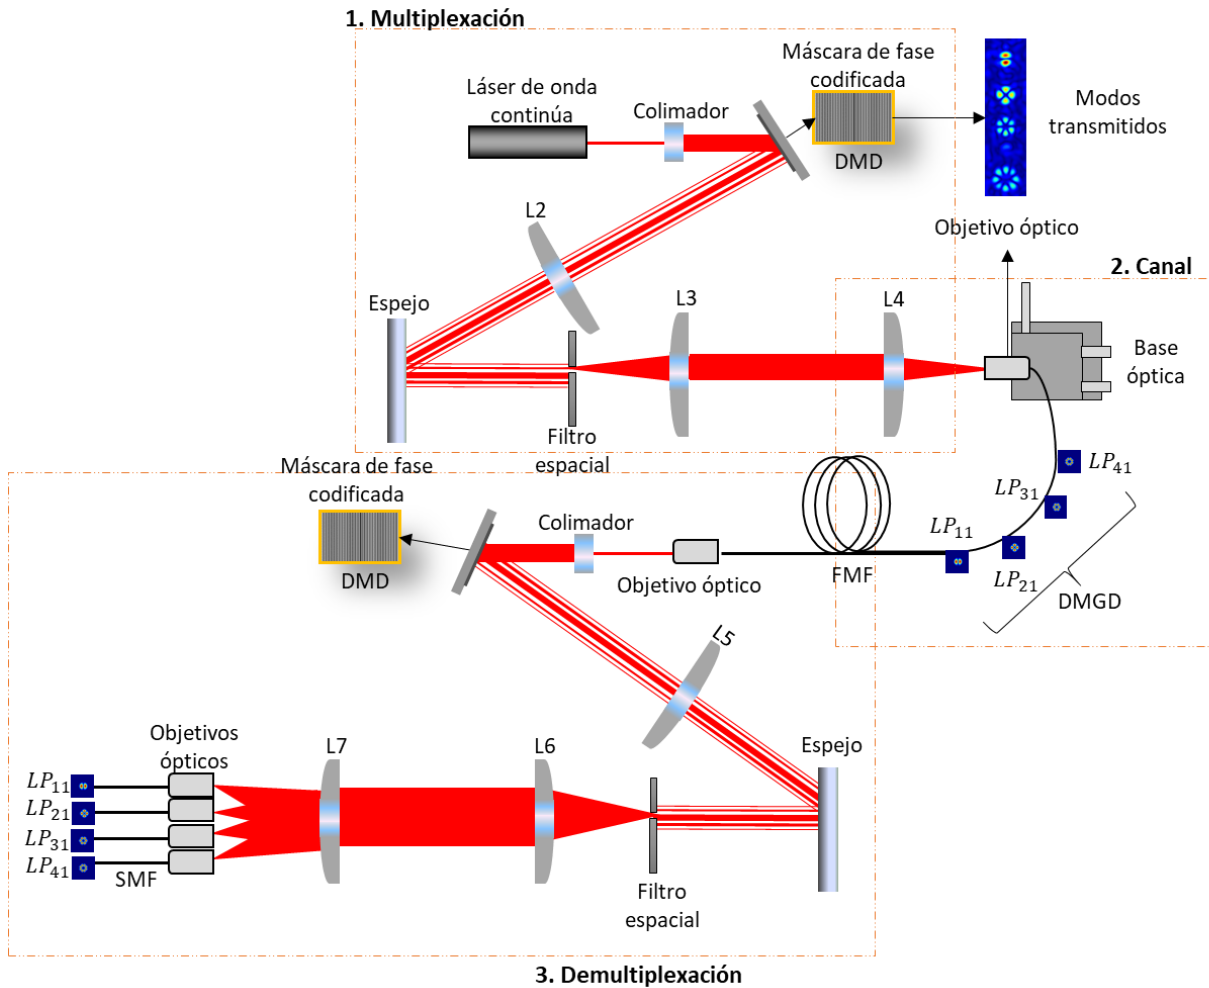 1. Multiplexación
Láser de onda
continúa
Colimador
Máscara de fase
codificada
DMD
Modos
transmitidos
L2
Objetivo óptico
2. Canal
Espejo
L3
L4
Base
óptica
Filtro
espacial
LP41
LP31
LP11
LP21
DMGD
FMF
Máscara de fase
codificada
DMD
Colimador
Objetivo óptico
L5
Espejo
Objetivos
ópticos
L7
L6
LP11
LP21
LP31
LP41
SMF
Filtro
espacial
3. Demultiplexación